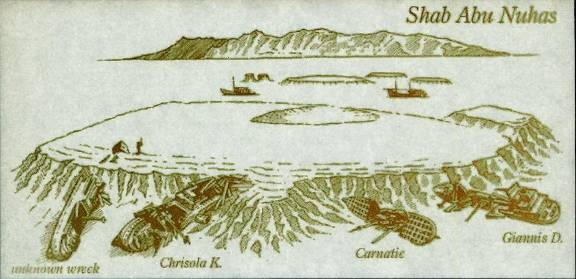 Shab Abu Nuhas
unknown wreck
Chrisola K.
Carnatic
Giannis D.